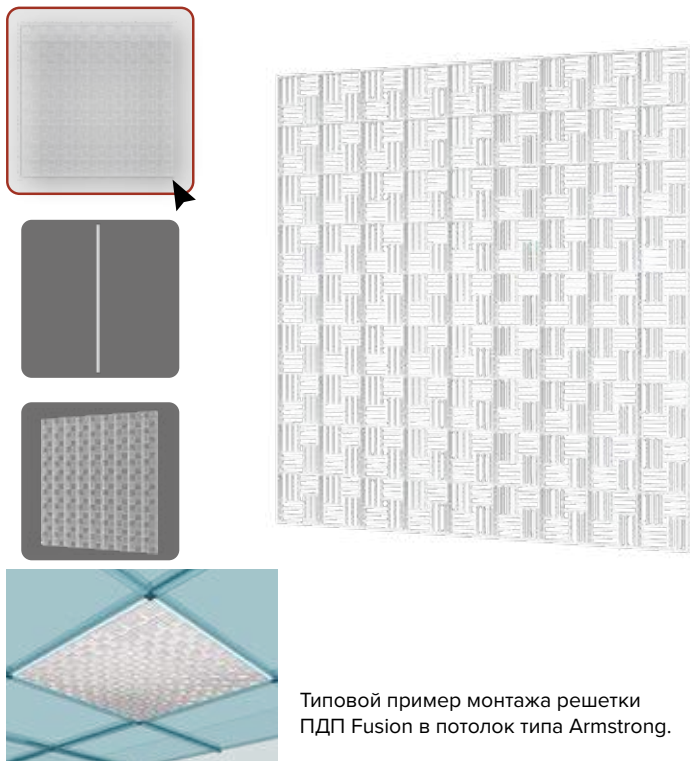 Типовой пример монтажа решетки
ПДП Fusion в потолок типа Armstrong.